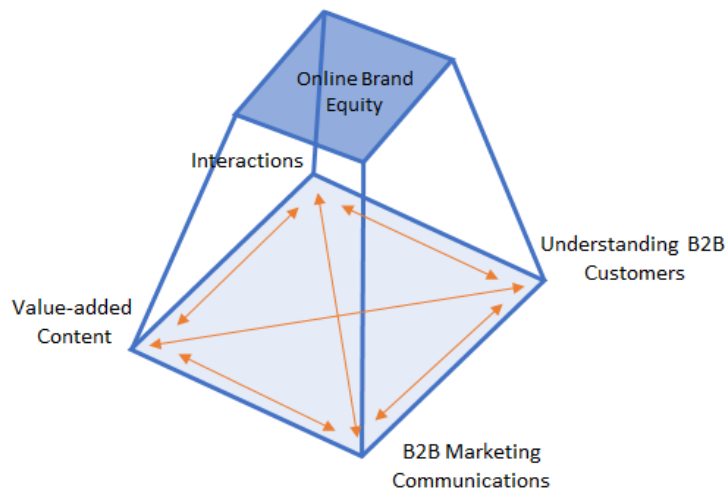 Online Brand
Equity
Interactions
Understanding B2B
Customers
Value-added
Content
B2B Marketing
Communications